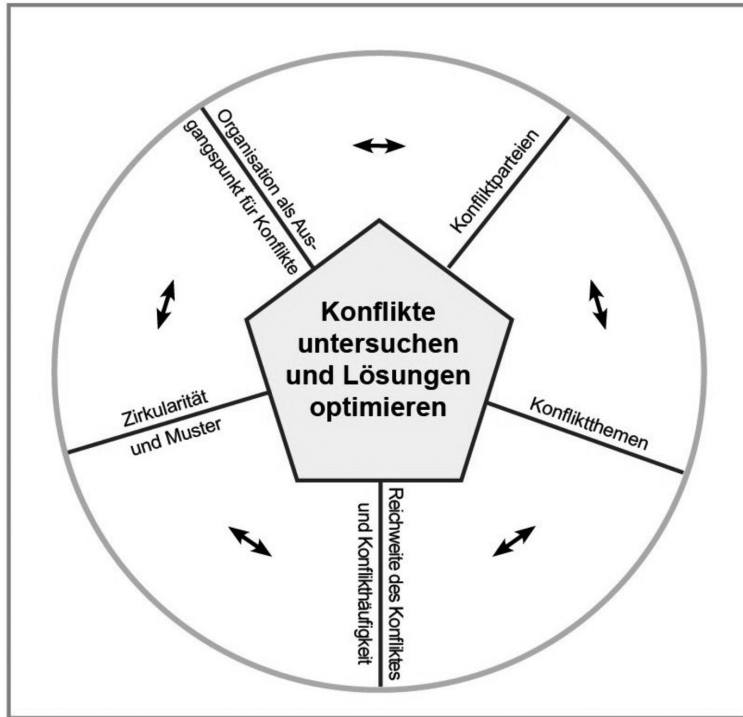 Organisation als Aus-
gangspunkt für Konflikte
Konfliktparteien
Konflikte
untersuchen
und Lösungen
optimieren
Zirkularität
und Muster
Konfliktthemen
Reichweite des Konfliktes
und Konflikthäufigkeit